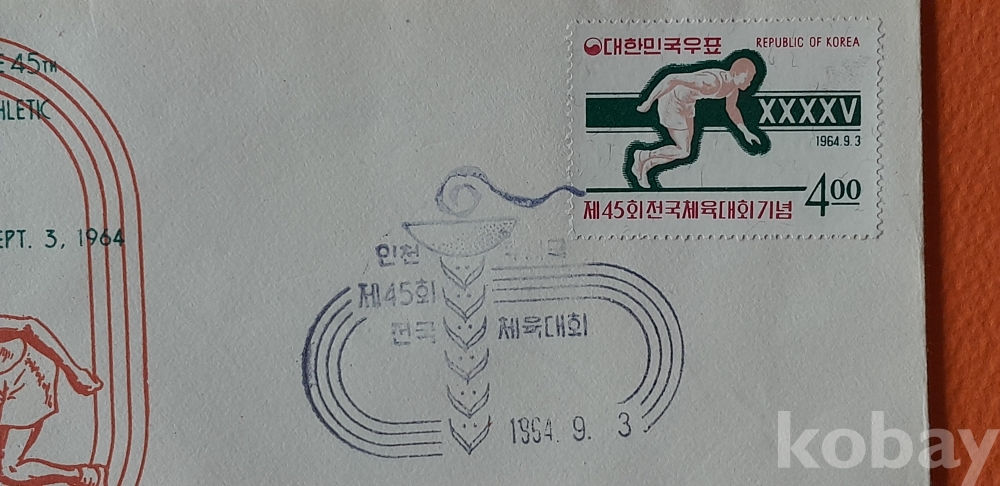 45TH
SEPT. 3, 1964
대한민국우표
REPUBLIC OF KOREA
XXXXV
1964.9.3
제45회전국체육대회기념
4.00
인천
제45회
전국 체육대회
1964. 9. 3
kobay